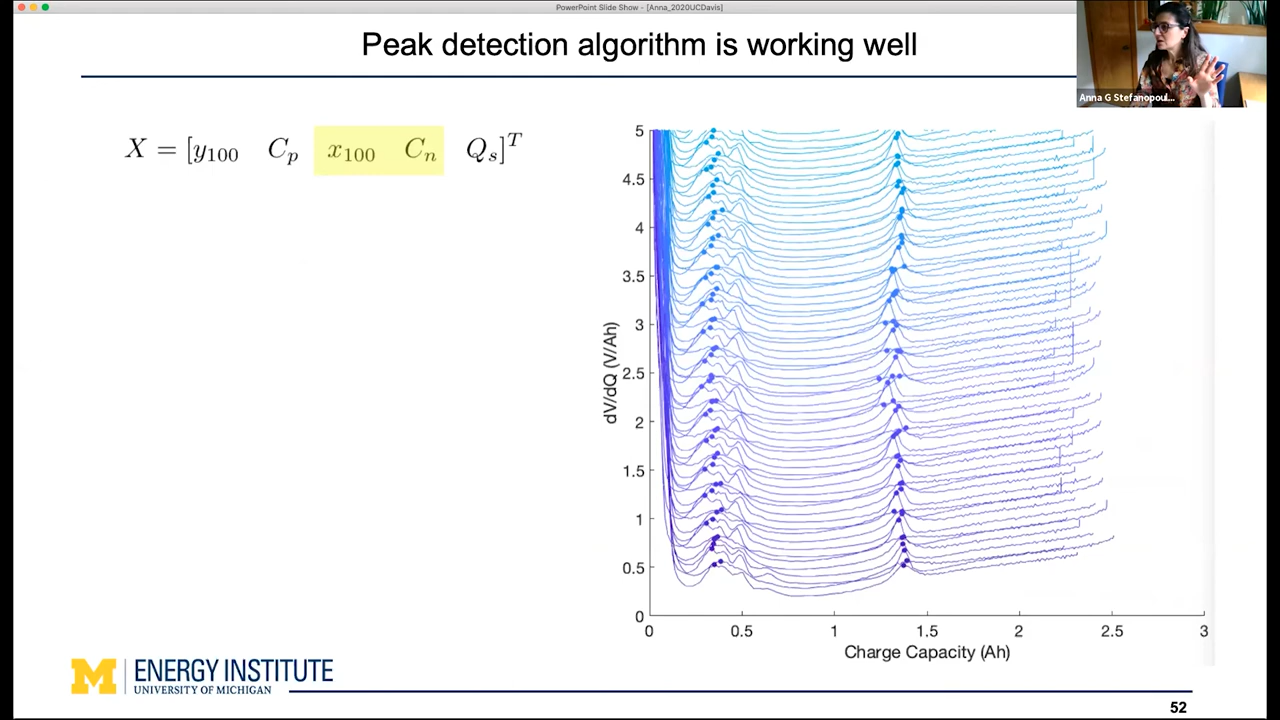 PowerPoint Slide Show - [Anna_2020UCDavis]
Peak detection algorithm is working well
Anna G Stefanopoul...
X = [y₁₀₀ Cₚ x₁₀₀ Cₙ Qₛ]ᵀ
5
4.5
4
3.5
3
2.5
2
1.5
1
0.5
0
dV/dQ (V/Ah)
0 0.5 1 1.5 2 2.5 3
Charge Capacity (Ah)
M ENERGY INSTITUTE
UNIVERSITY OF MICHIGAN
52